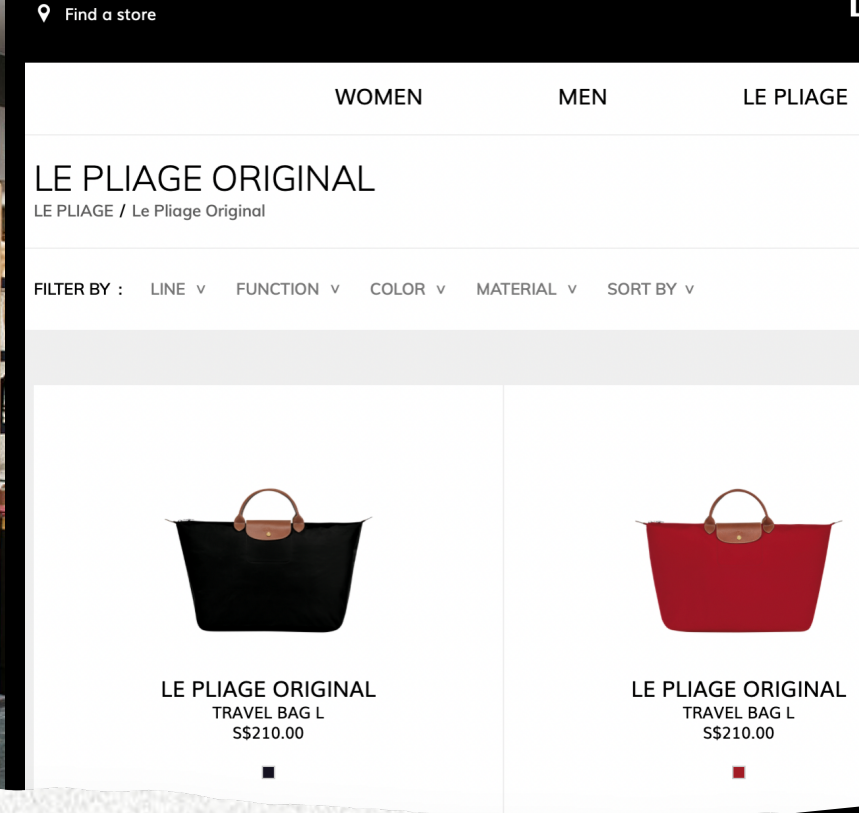 Find a store
WOMEN MEN LE PLIAGE
LE PLIAGE ORIGINAL
LE PLIAGE / Le Pliage Original
FILTER BY : LINE FUNCTION COLOR MATERIAL SORT BY
LE PLIAGE ORIGINAL
TRAVEL BAG L
S$210.00
LE PLIAGE ORIGINAL
TRAVEL BAG L
S$210.00